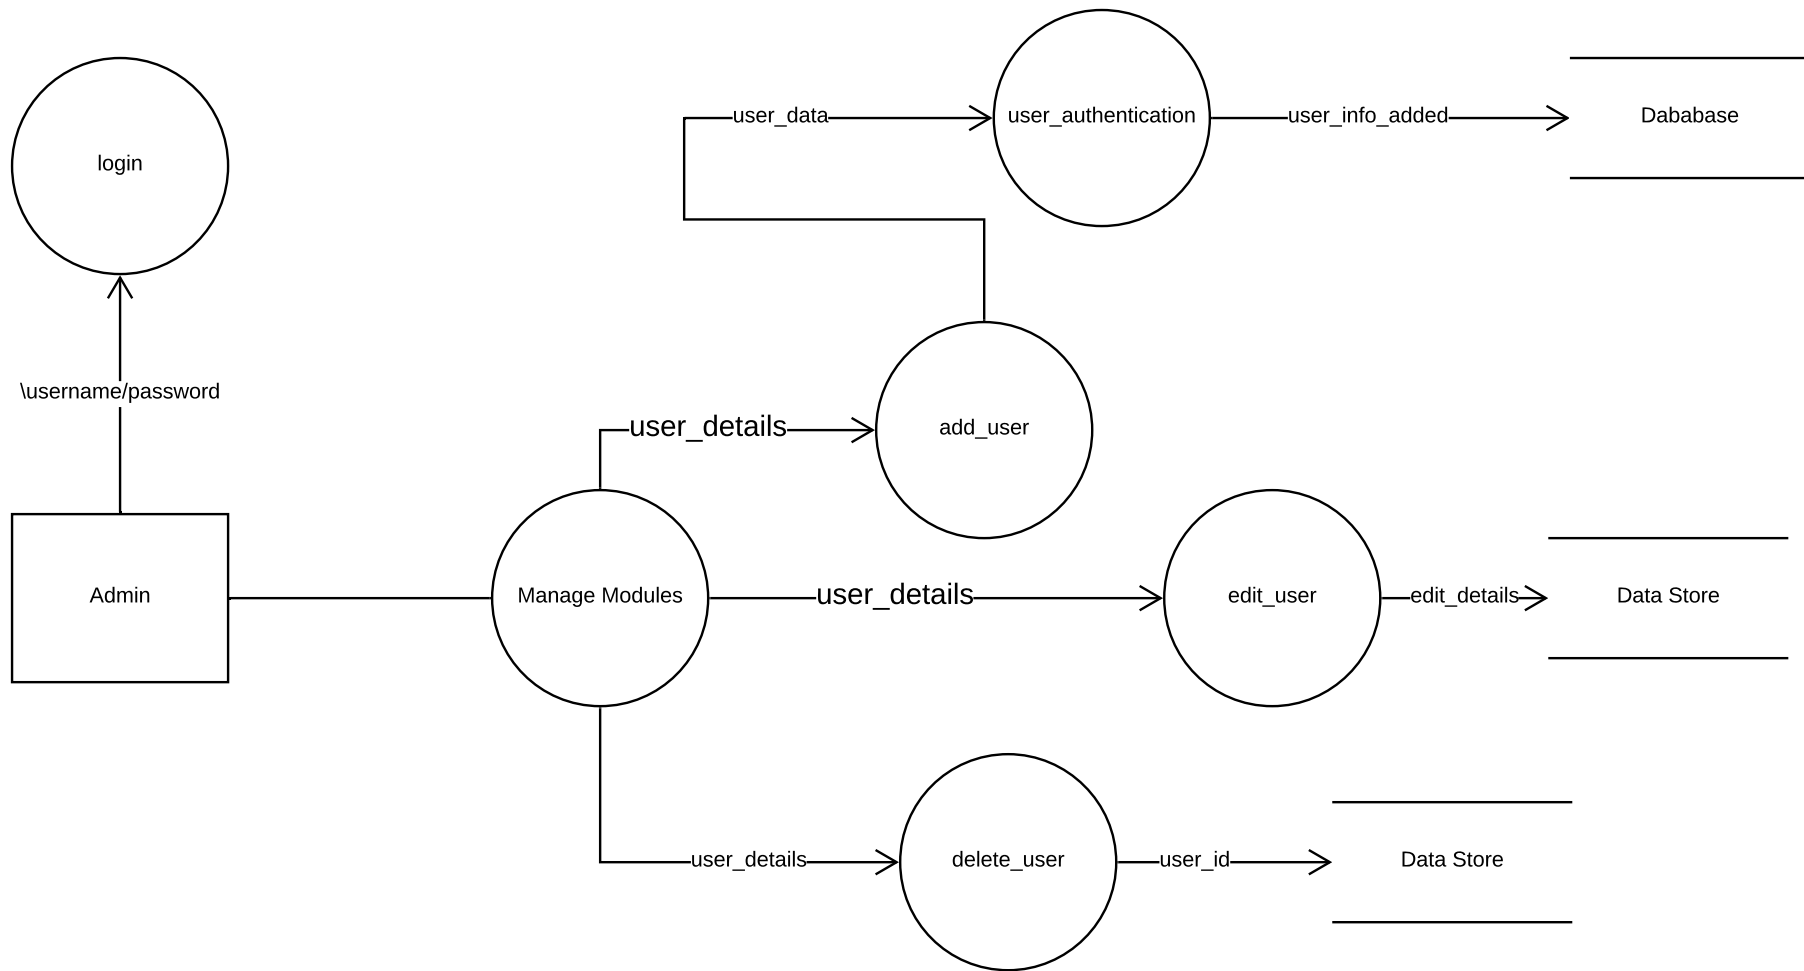 user_data
user_authentication
user_info_added
Dababase
login
\username/password
user_details
add_user
Admin
Manage Modules
user_details
edit_user
edit_details
Data Store
user_details
delete_user
user_id
Data Store